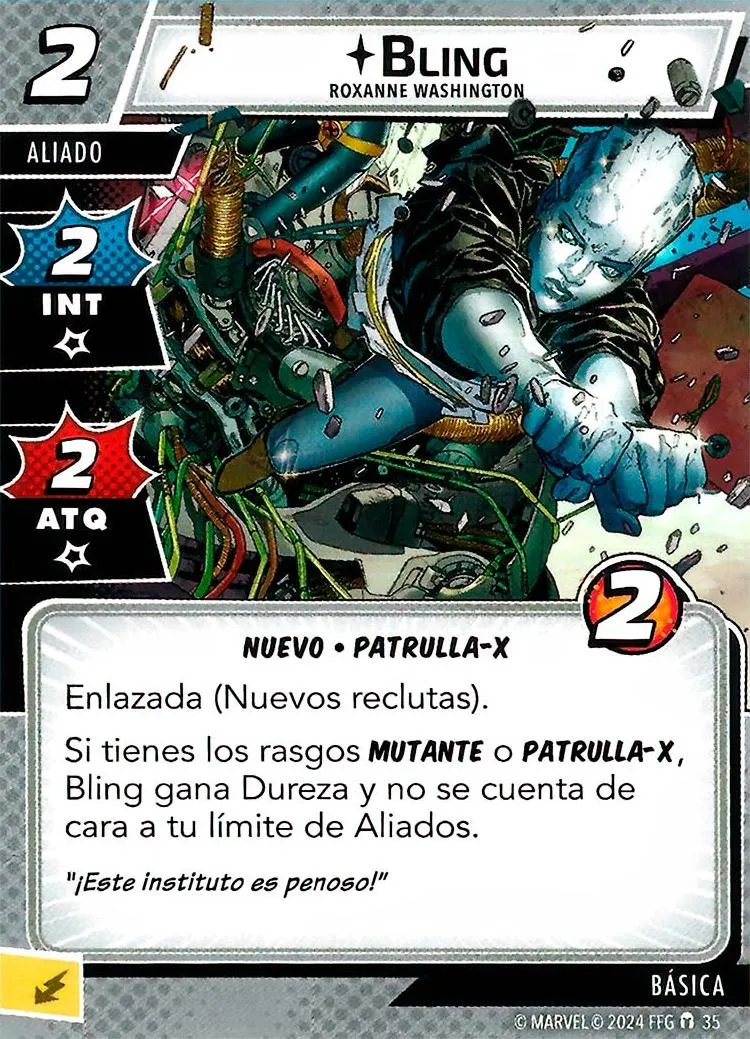 2
Bling
ROXANNE WASHINGTON
ALIADO
2
INT
2
ATQ
2
NUEVO • PATRULLA-X
Enlazada (Nuevos reclutas).
Si tienes los rasgos MUTANTE o PATRULLA-X,
Bling gana Dureza y no se cuenta de
cara a tu límite de Aliados.
"¡Este instituto es penoso!"
BÁSICA
© MARVEL © 2024 FFG 35